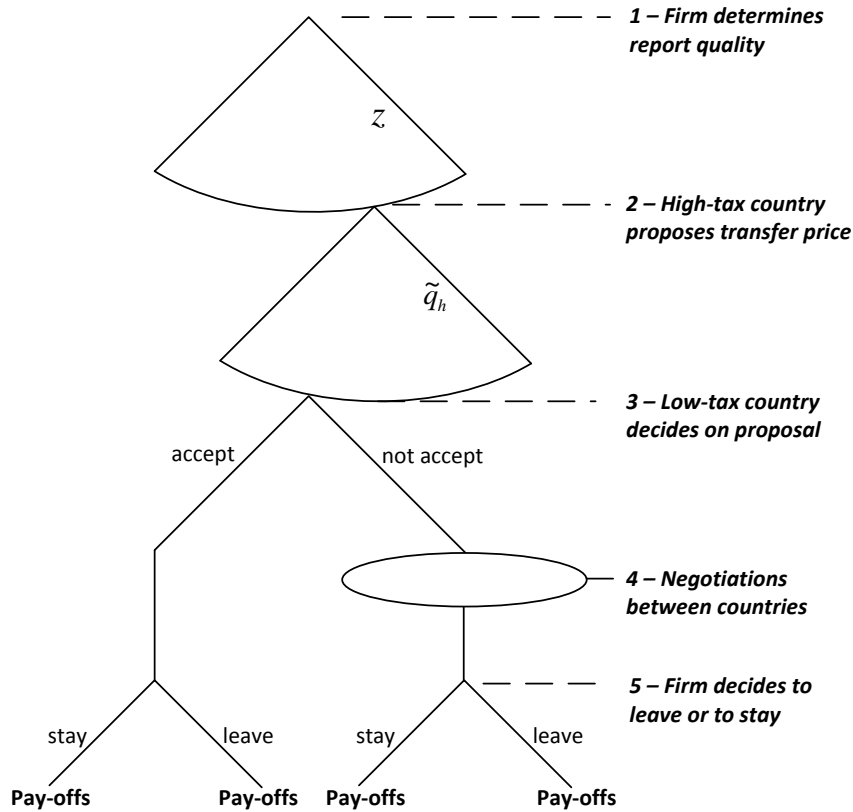 1 – Firm determines
report quality
z
2 – High-tax country
proposes transfer price
q̃h
3 – Low-tax country
decides on proposal
accept
not accept
4 – Negotiations
between countries
5 – Firm decides to
leave or to stay
stay
leave
stay
leave
Pay-offs
Pay-offs
Pay-offs
Pay-offs